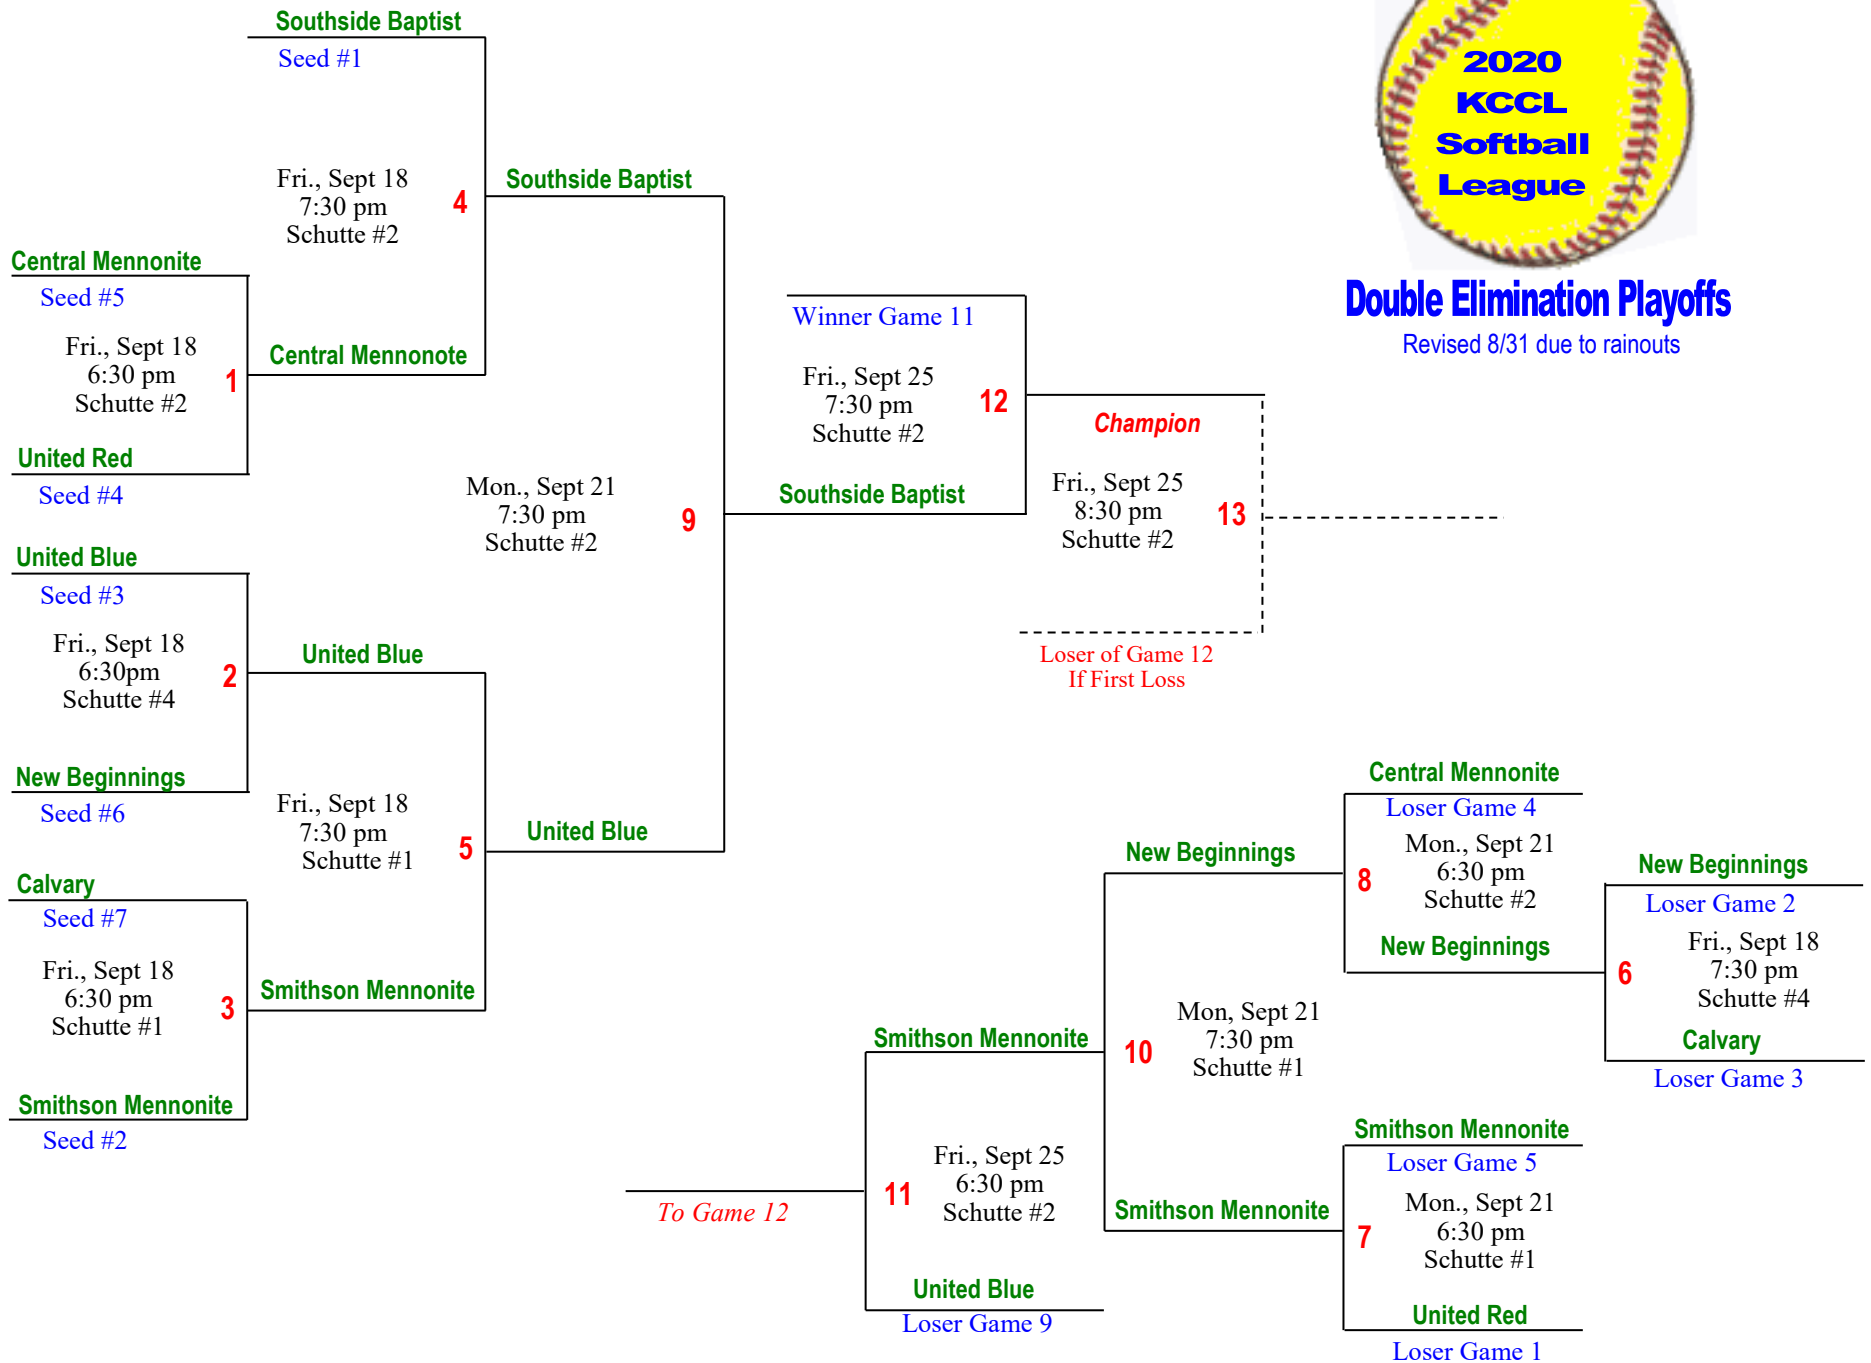 Southside Baptist
Seed #1
Fri., Sept 18
7:30 pm
Schutte #2
4
Southside Baptist
Central Mennonite
Seed #5
Fri., Sept 18
6:30 pm
Schutte #2
1
Central Mennonote
United Red
Seed #4
United Blue
Seed #3
Fri., Sept 18
6:30pm
Schutte #4
2
United Blue
New Beginnings
Seed #6
Fri., Sept 18
7:30 pm
Schutte #1
5
United Blue
Calvary
Seed #7
Fri., Sept 18
6:30 pm
Schutte #1
3
Smithson Mennonite
Smithson Mennonite
Seed #2
Mon., Sept 21
7:30 pm
Schutte #2
9
Southside Baptist
Winner Game 11
Fri., Sept 25
7:30 pm
Schutte #2
12
Champion
Fri., Sept 25
8:30 pm
Schutte #2
13
Loser of Game 12
If First Loss
2020
KCCL
Softball
League
Double Elimination Playoffs
Revised 8/31 due to rainouts
Central Mennonite
Loser Game 4
Mon., Sept 21
6:30 pm
Schutte #2
8
New Beginnings
New Beginnings
New Beginnings
Loser Game 2
Fri., Sept 18
7:30 pm
Schutte #4
6
Calvary
Loser Game 3
Mon, Sept 21
7:30 pm
Schutte #1
10
Smithson Mennonite
Smithson Mennonite
Loser Game 5
Mon., Sept 21
6:30 pm
Schutte #1
7
Smithson Mennonite
United Red
Loser Game 1
Fri., Sept 25
6:30 pm
Schutte #2
11
To Game 12
United Blue
Loser Game 9